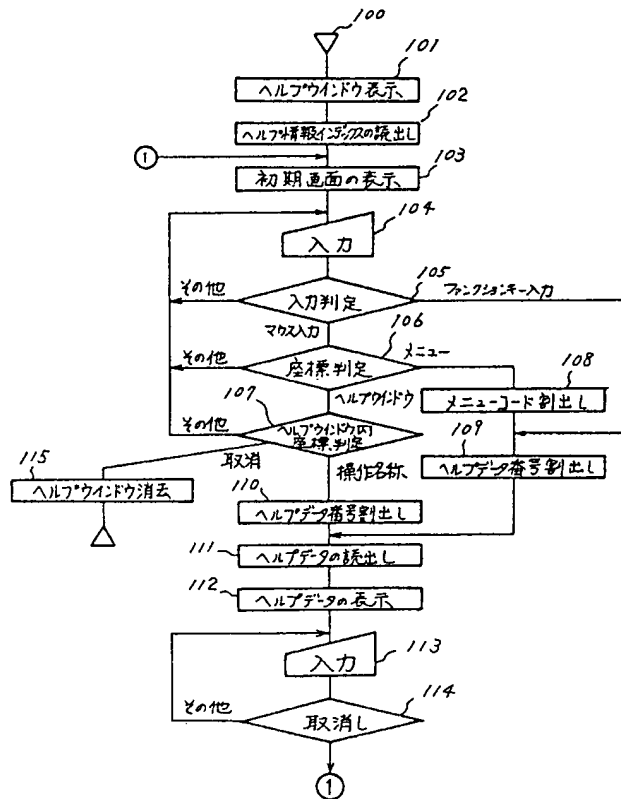 100
101
ヘルプウインドウ表示
102
ヘルプ情報インデックスの読出し
①
103
初期画面の表示
104
入力
105
その他
入力判定
ファンクションキー入力
マウス入力
106
その他
座標判定
メニュー
108
107
ヘルプウインドウ
メニューコード割出し
その他
ヘルプウインドウ内
座標判定
109
115
取消
操作名称
ヘルプデータ番号割出し
ヘルプウインドウ消去
110
ヘルプデータ番号割出し
111
ヘルプデータの読出し
112
ヘルプデータの表示
入力
113
その他
114
取消し
①